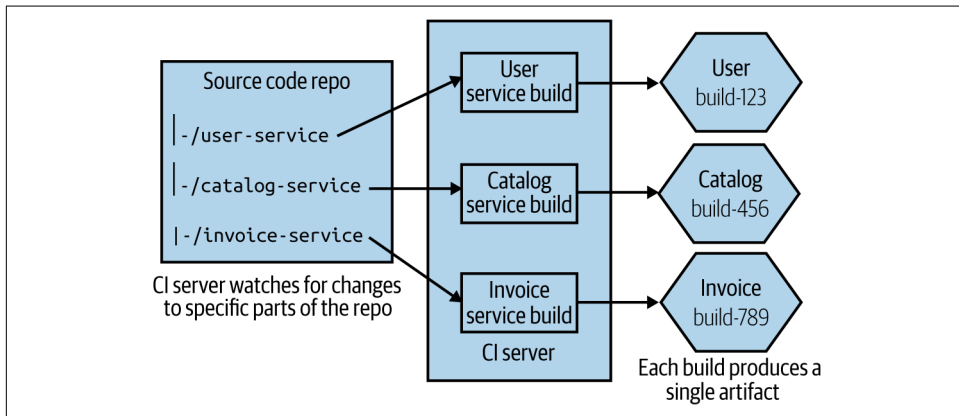 Source code repo
|-/user-service
|-/catalog-service
|-/invoice-service
CI server watches for changes
to specific parts of the repo
User
service build
Catalog
service build
Invoice
service build
CI server
User
build-123
Catalog
build-456
Invoice
build-789
Each build produces a
single artifact